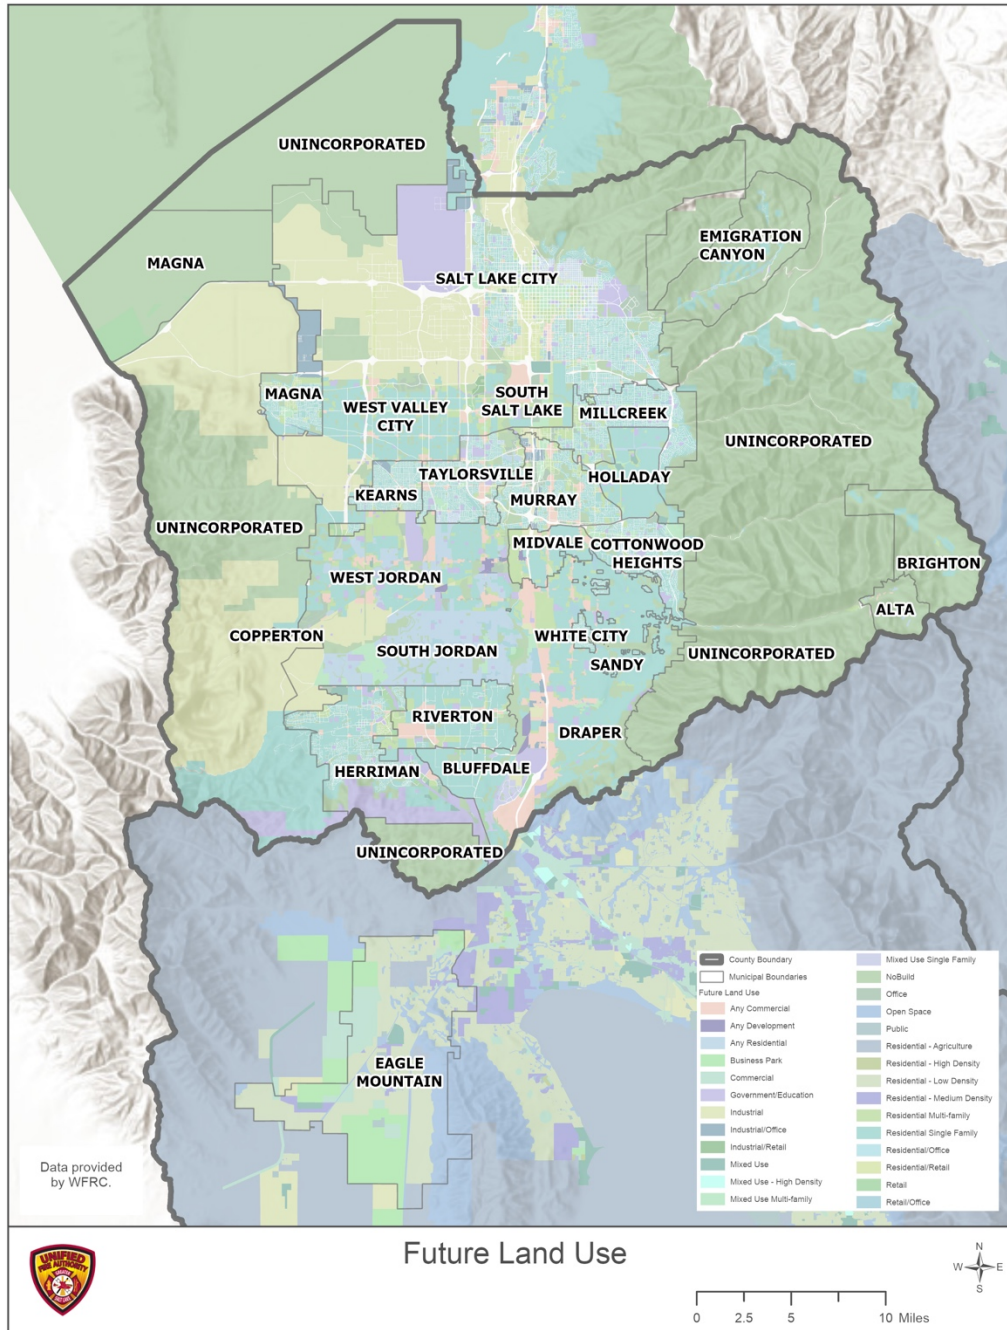 UNINCORPORATED
MAGNA
EMIGRATION
CANYON
SALT LAKE CITY
MAGNA
WEST VALLEY
CITY
SOUTH
SALT LAKE
MILLCREEK
UNINCORPORATED
TAYLORSVILLE
HOLLADAY
KEARNS
MURRAY
UNINCORPORATED
MIDVALE
COTTONWOOD
HEIGHTS
BRIGHTON
WEST JORDAN
ALTA
COPPERTON
WHITE CITY
SOUTH JORDAN
UNINCORPORATED
SANDY
RIVERTON
DRAPER
HERRIMAN
BLUFFDALE
UNINCORPORATED
EAGLE
MOUNTAIN
County Boundary
Municipal Boundaries
Future Land Use
Any Commercial
Any Development
Any Residential
Business Park
Commercial
Government/Education
Industrial
Industrial/Office
Industrial/Retail
Mixed Use
Mixed Use - High Density
Mixed Use Multi-family
Mixed Use Single Family
NoBuild
Office
Open Space
Public
Residential - Agriculture
Residential - High Density
Residential - Low Density
Residential - Medium Density
Residential Multi-family
Residential Single Family
Residential/Office
Residential/Retail
Retail
Retail/Office
Data provided
by WFRC.
UNIFIED
FIRE AUTHORITY
GREATER
SALT LAKE
Future Land Use
N
W E
S
0 2.5 5 10 Miles